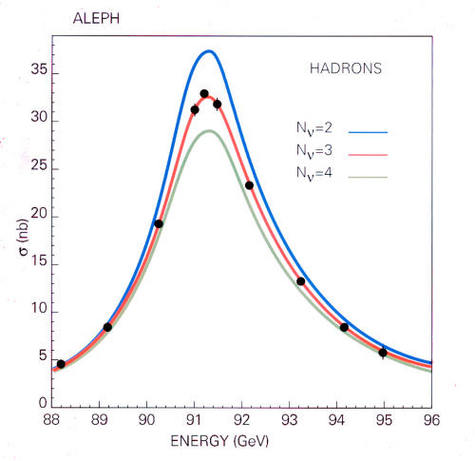 ALEPH
HADRONS
Nν=2
Nν=3
Nν=4
35
30
25
20
15
10
5
0
σ (nb)
88 89 90 91 92 93 94 95 96
ENERGY (GeV)